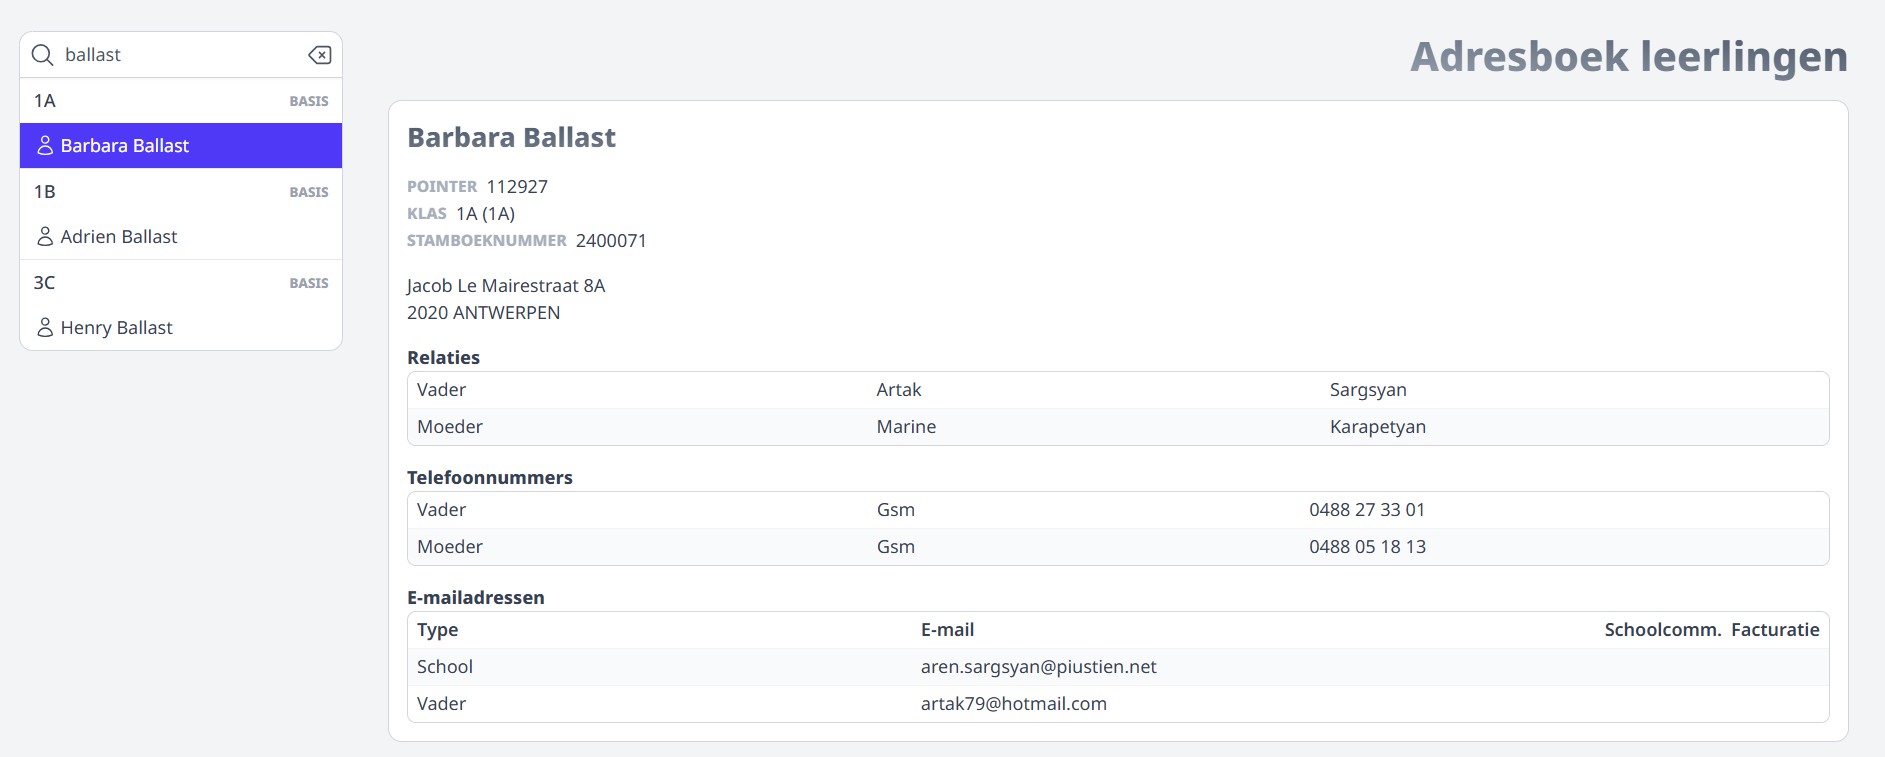 ballast
1A BASIS
Barbara Ballast
1B BASIS
Adrien Ballast
3C BASIS
Henry Ballast
Adresboek leerlingen
Barbara Ballast
POINTER 112927
KLAS 1A (1A)
STAMBOEKNUMMER 2400071
Jacob Le Mairestraat 8A
2020 ANTWERPEN
Relaties
Vader Artak Sargsyan
Moeder Marine Karapetyan
Telefoonnummers
Vader Gsm 0488 27 33 01
Moeder Gsm 0488 05 18 13
E-mailadressen
Type E-mail Schoolcomm. Facturatie
School aren.sargsyan@piustien.net
Vader artak79@hotmail.com